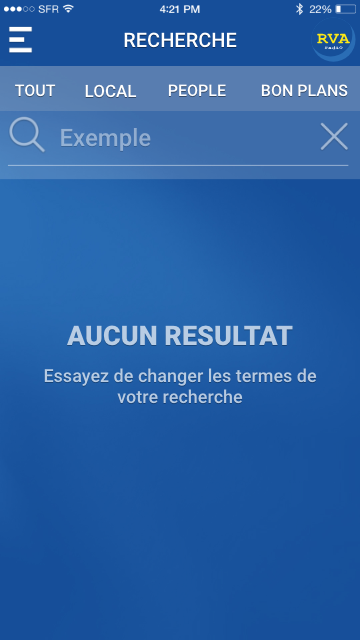 SFR 4:21 PM 22%
RECHERCHE
RVA
radio
TOUT LOCAL PEOPLE BON PLANS
Exemple
AUCUN RESULTAT
Essayez de changer les termes de
votre recherche